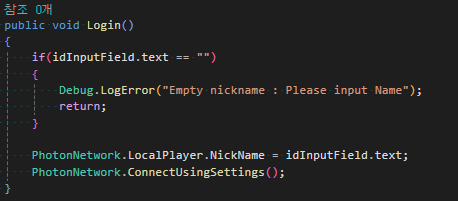 참조 0개
public void Login()
{
    if(idInputField.text == "")
    {
        Debug.LogError("Empty nickname : Please input Name");
        return;
    }
    PhotonNetwork.LocalPlayer.NickName = idInputField.text;
    PhotonNetwork.ConnectUsingSettings();
}